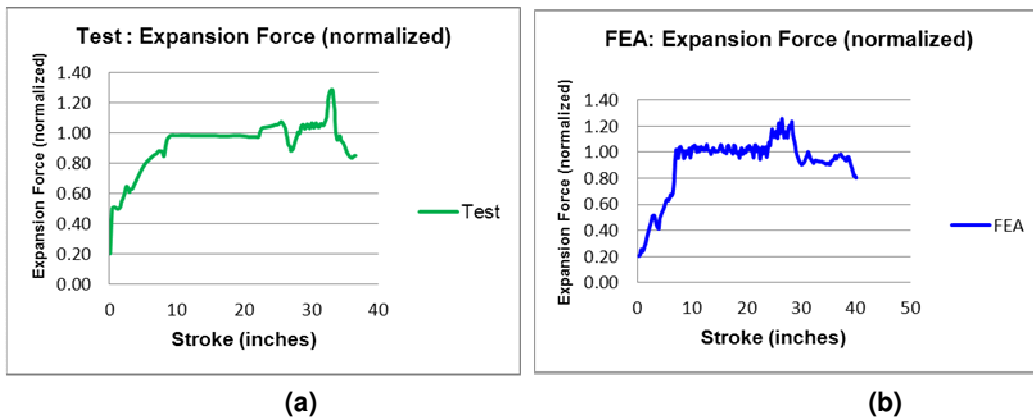 Test : Expansion Force (normalized)
Expansion Force (normalized)
1.40
1.20
1.00
0.80
0.60
0.40
0.20
0.00
0 10 20 30 40
Stroke (inches)
Test
(a)
FEA: Expansion Force (normalized)
Expansion Force (normalized)
1.40
1.20
1.00
0.80
0.60
0.40
0.20
0.00
0 10 20 30 40 50
Stroke (inches)
FEA
(b)